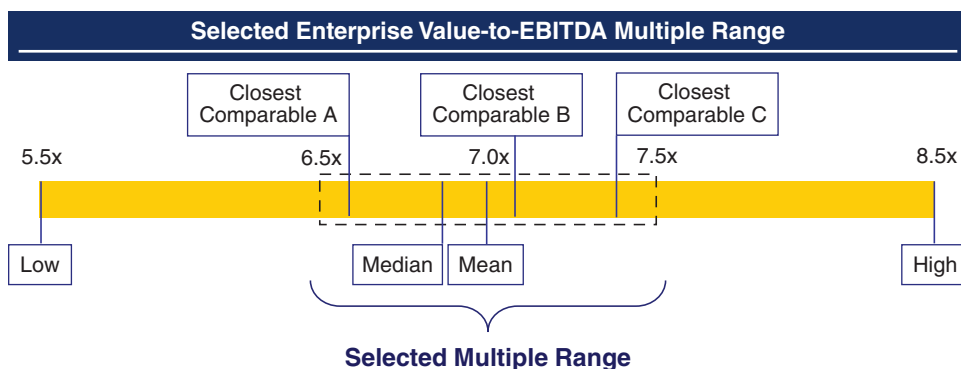 Selected Enterprise Value-to-EBITDA Multiple Range
Closest
Comparable A
Closest
Comparable B
Closest
Comparable C
5.5x
6.5x
7.0x
7.5x
8.5x
Low
Median
Mean
High
Selected Multiple Range